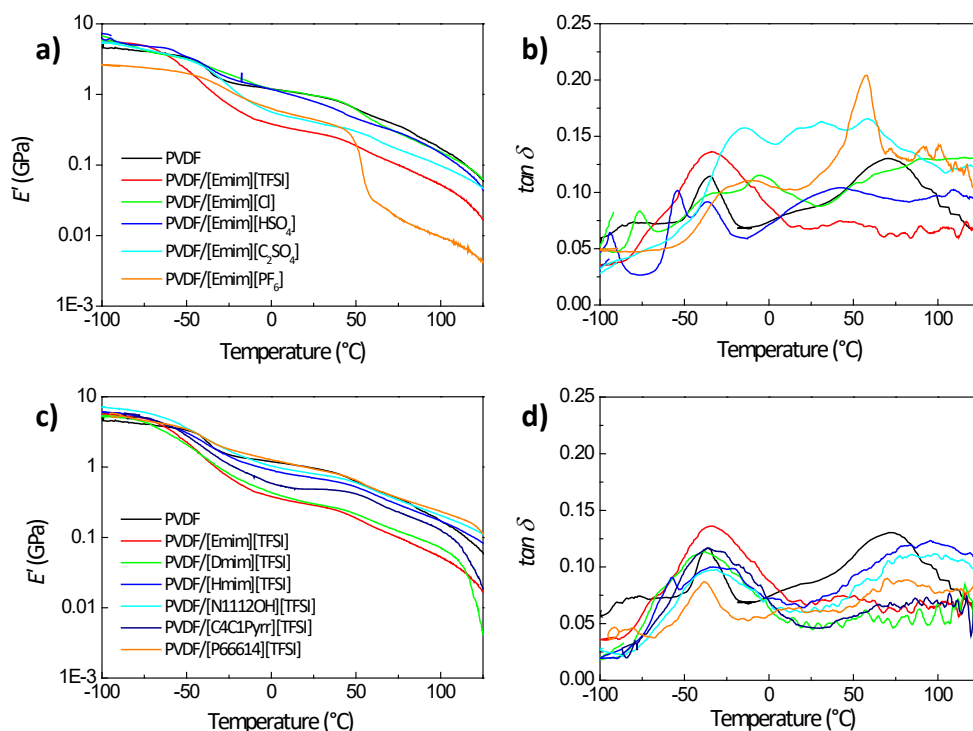 a)
E' (GPa)
10
1
0.1
0.01
1E-3
PVDF
PVDF/[Emim][TFSI]
PVDF/[Emim][Cl]
PVDF/[Emim][HSO4]
PVDF/[Emim][C2SO4]
PVDF/[Emim][PF6]
-100 -50 0 50 100
Temperature (°C)
b)
tan δ
0.25
0.20
0.15
0.10
0.05
0.00
-100 -50 0 50 100
Temperature (°C)
c)
E' (GPa)
10
1
0.1
0.01
1E-3
PVDF
PVDF/[Emim][TFSI]
PVDF/[Dmim][TFSI]
PVDF/[Hmim][TFSI]
PVDF/[N1112OH][TFSI]
PVDF/[C4C1Pyrr][TFSI]
PVDF/[P66614][TFSI]
-100 -50 0 50 100
Temperature (°C)
d)
tan δ
0.25
0.20
0.15
0.10
0.05
0.00
-100 -50 0 50 100
Temperature (°C)